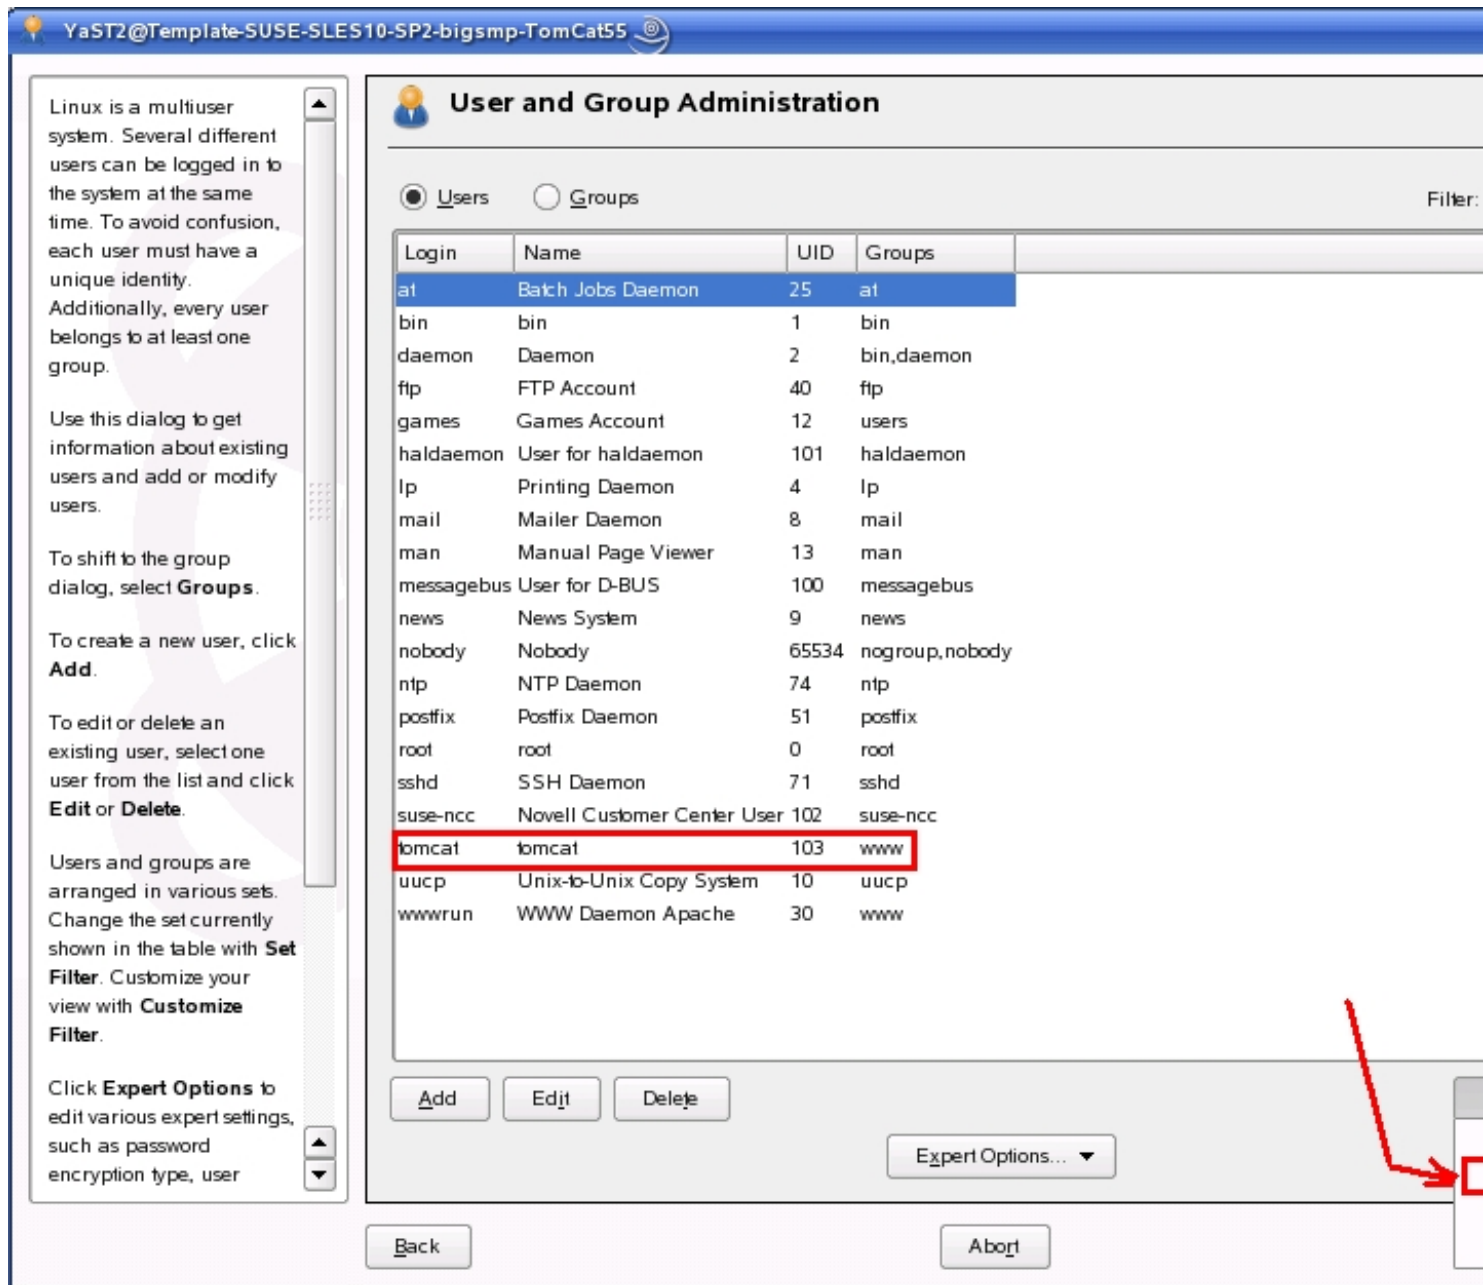 YaST2@Template-SUSE-SLES10-SP2-bigsmp-TomCat55
Linux is a multiuser
system. Several different
users can be logged in to
the system at the same
time. To avoid confusion,
each user must have a
unique identity.
Additionally, every user
belongs to at least one
group.
Use this dialog to get
information about existing
users and add or modify
users.
To shift to the group
dialog, select Groups.
To create a new user, click
Add.
To edit or delete an
existing user, select one
user from the list and click
Edit or Delete.
Users and groups are
arranged in various sets.
Change the set currently
shown in the table with Set
Filter. Customize your
view with Customize
Filter.
Click Expert Options to
edit various expert settings,
such as password
encryption type, user
User and Group Administration
Users Groups Filter:
Login Name UID Groups
at Batch Jobs Daemon 25 at
bin bin 1 bin
daemon Daemon 2 bin,daemon
ftp FTP Account 40 ftp
games Games Account 12 users
haldaemon User for haldaemon 101 haldaemon
lp Printing Daemon 4 lp
mail Mailer Daemon 8 mail
man Manual Page Viewer 13 man
messagebus User for D-BUS 100 messagebus
news News System 9 news
nobody Nobody 65534 nogroup,nobody
ntp NTP Daemon 74 ntp
postfix Postfix Daemon 51 postfix
root root 0 root
sshd SSH Daemon 71 sshd
suse-ncc Novell Customer Center User 102 suse-ncc
tomcat tomcat 103 www
uucp Unix-to-Unix Copy System 10 uucp
wwwrun WWW Daemon Apache 30 www
Add Edit Delete
Expert Options...
Back Abort